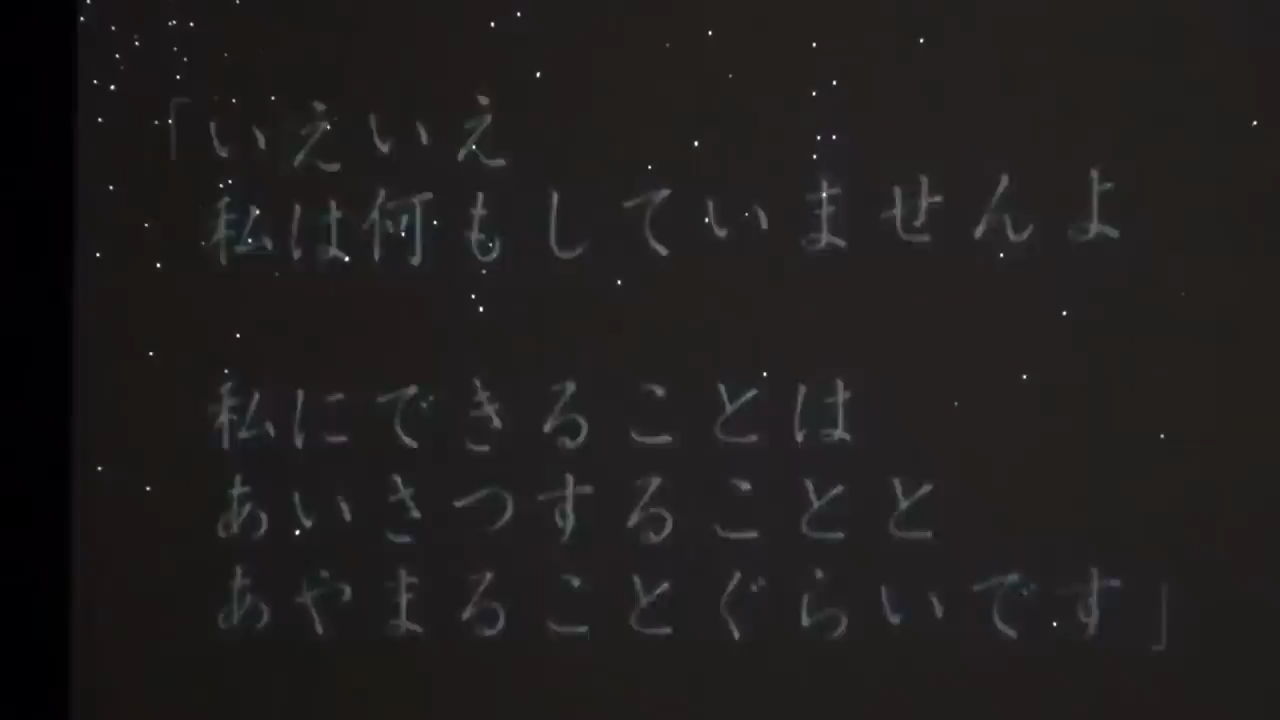 「いえいえ
私は何もしていませんよ
私にできることは
あいさつすることと
あやまることぐらいです」